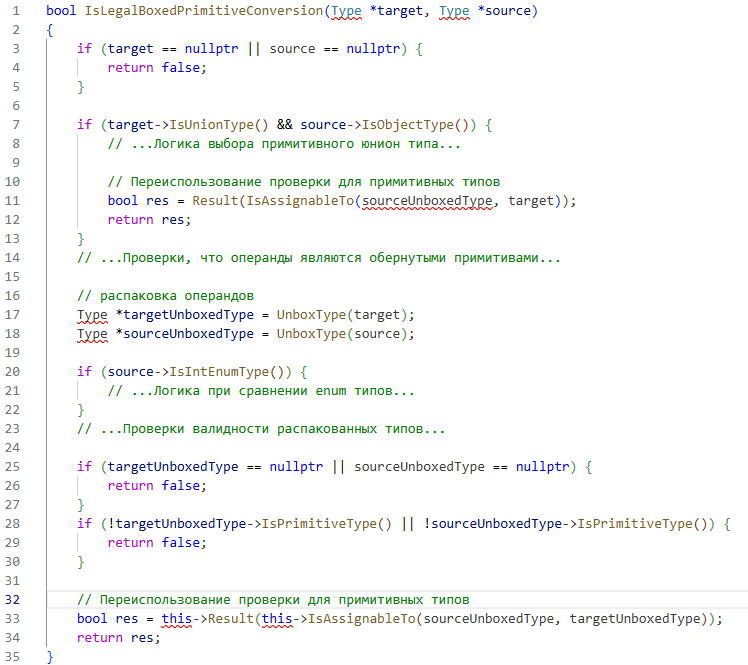 1 bool IsLegalBoxedPrimitiveConversion(Type *target, Type *source)
2 {
3     if (target == nullptr || source == nullptr) {
4         return false;
5     }
6
7     if (target->IsUnionType() && source->IsObjectType()) {
8         // ...Логика выбора примитивного юнион типа...
9
10         // Переиспользование проверки для примитивных типов
11         bool res = Result(IsAssignableTo(sourceUnboxedType, target));
12         return res;
13     }
14     // ...Проверки, что операнды являются обернутыми примитивами...
15
16     // распаковка операндов
17     Type *targetUnboxedType = UnboxType(target);
18     Type *sourceUnboxedType = UnboxType(source);
19
20     if (source->IsIntEnumType()) {
21         // ...Логика при сравнении enum типов...
22     }
23     // ...Проверки валидности распакованных типов...
24
25     if (targetUnboxedType == nullptr || sourceUnboxedType == nullptr) {
26         return false;
27     }
28     if (!targetUnboxedType->IsPrimitiveType() || !sourceUnboxedType->IsPrimitiveType()) {
29         return false;
30     }
31
32     // Переиспользование проверки для примитивных типов
33     bool res = this->Result(this->IsAssignableTo(sourceUnboxedType, targetUnboxedType));
34     return res;
35 }